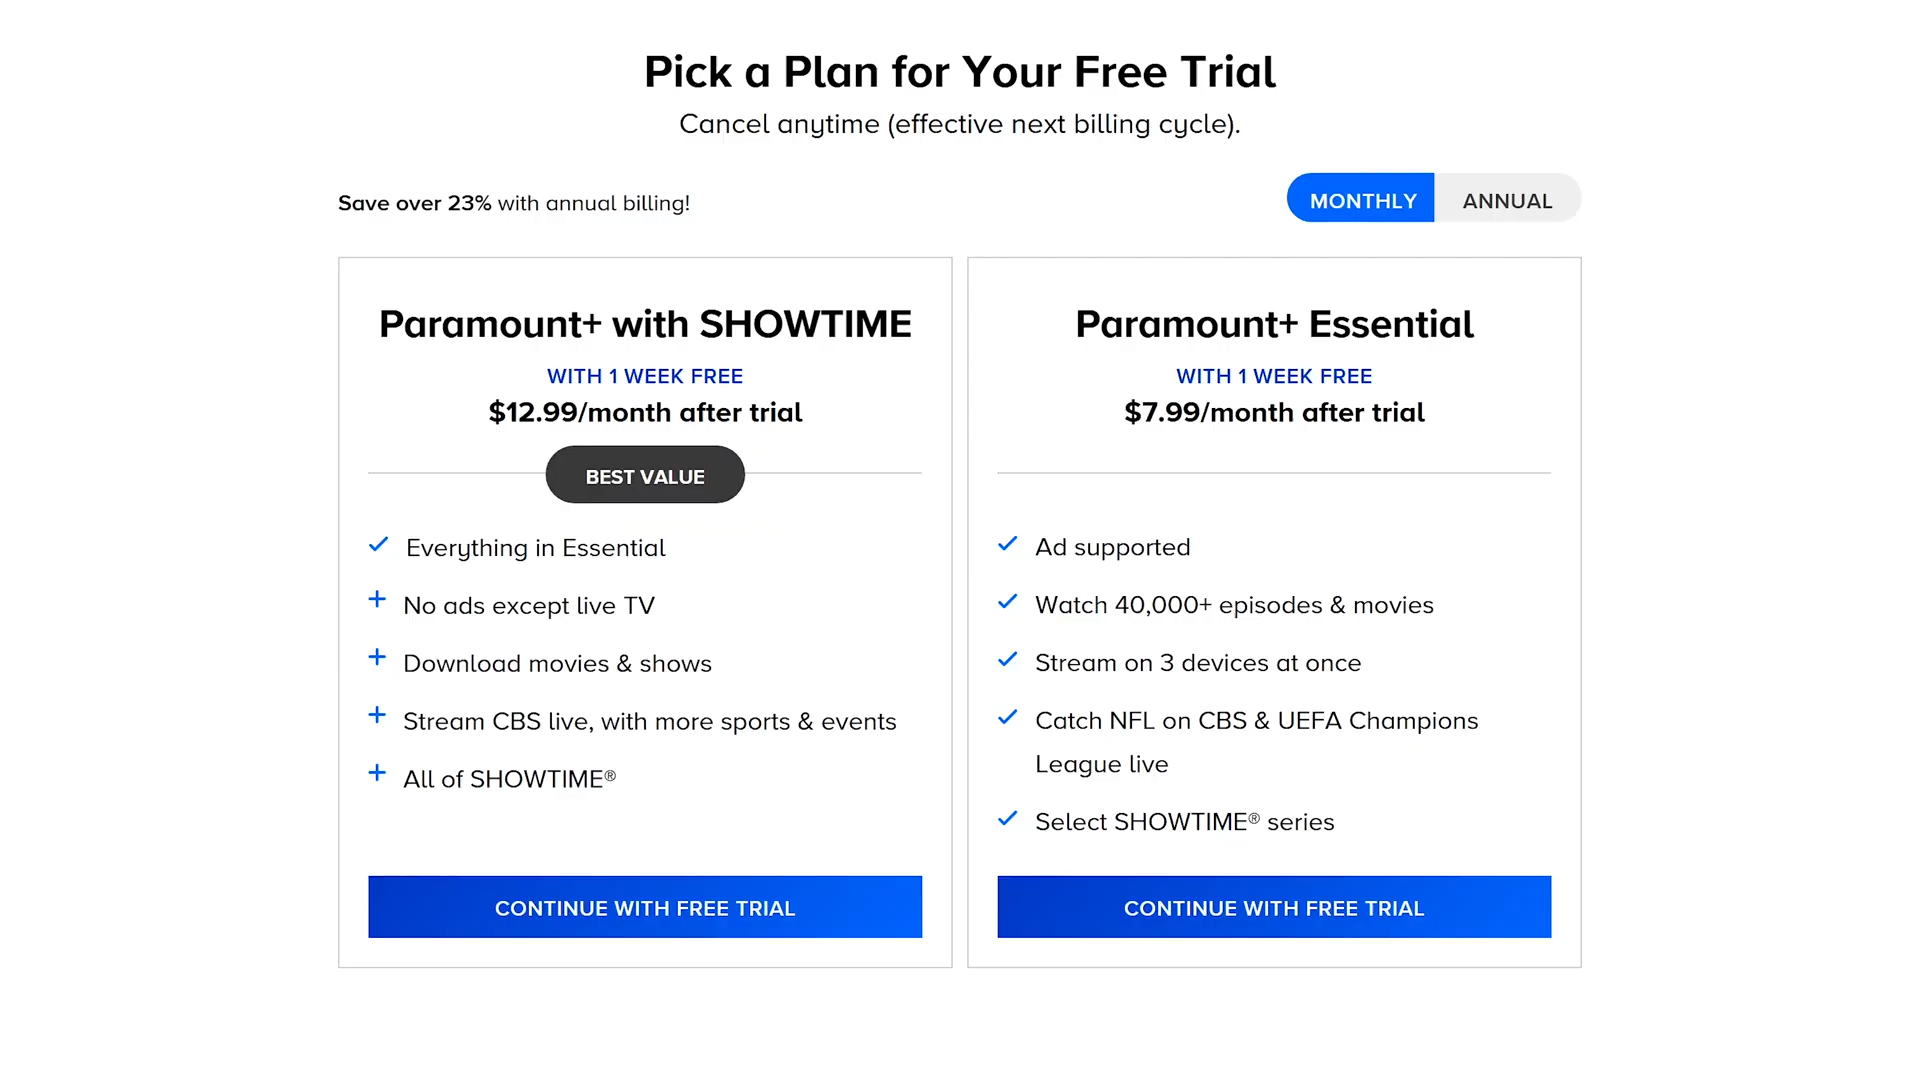 Pick a Plan for Your Free Trial
Cancel anytime (effective next billing cycle).
Save over 23% with annual billing!
MONTHLY
ANNUAL
Paramount+ with SHOWTIME
WITH 1 WEEK FREE
$12.99/month after trial
BEST VALUE
Everything in Essential
No ads except live TV
Download movies & shows
Stream CBS live, with more sports & events
All of SHOWTIME®
CONTINUE WITH FREE TRIAL
Paramount+ Essential
WITH 1 WEEK FREE
$7.99/month after trial
Ad supported
Watch 40,000+ episodes & movies
Stream on 3 devices at once
Catch NFL on CBS & UEFA Champions
League live
Select SHOWTIME® series
CONTINUE WITH FREE TRIAL